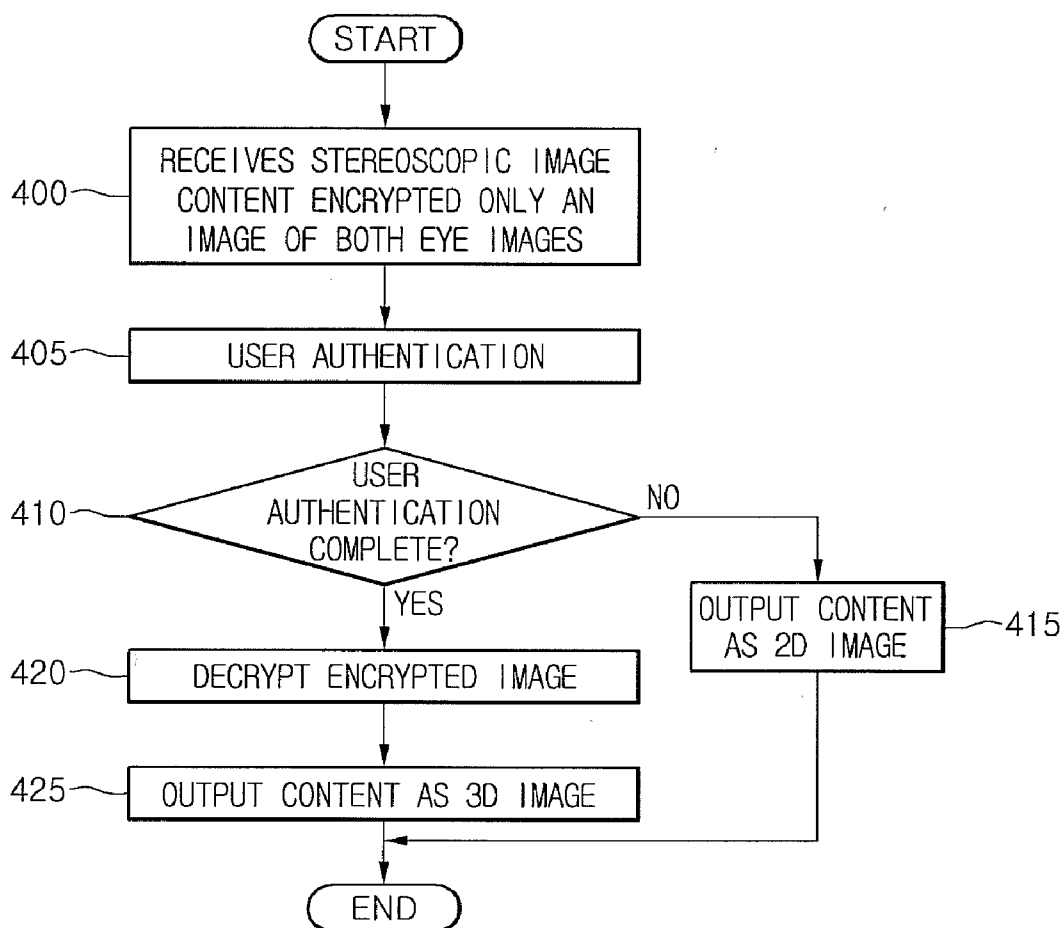 START
RECEIVES STEREOSCOPIC IMAGE
CONTENT ENCRYPTED ONLY AN
IMAGE OF BOTH EYE IMAGES
400
405
USER AUTHENTICATION
USER
AUTHENTICATION
COMPLETE?
410
NO
YES
OUTPUT CONTENT
AS 2D IMAGE
415
420
DECRYPT ENCRYPTED IMAGE
425
OUTPUT CONTENT AS 3D IMAGE
END